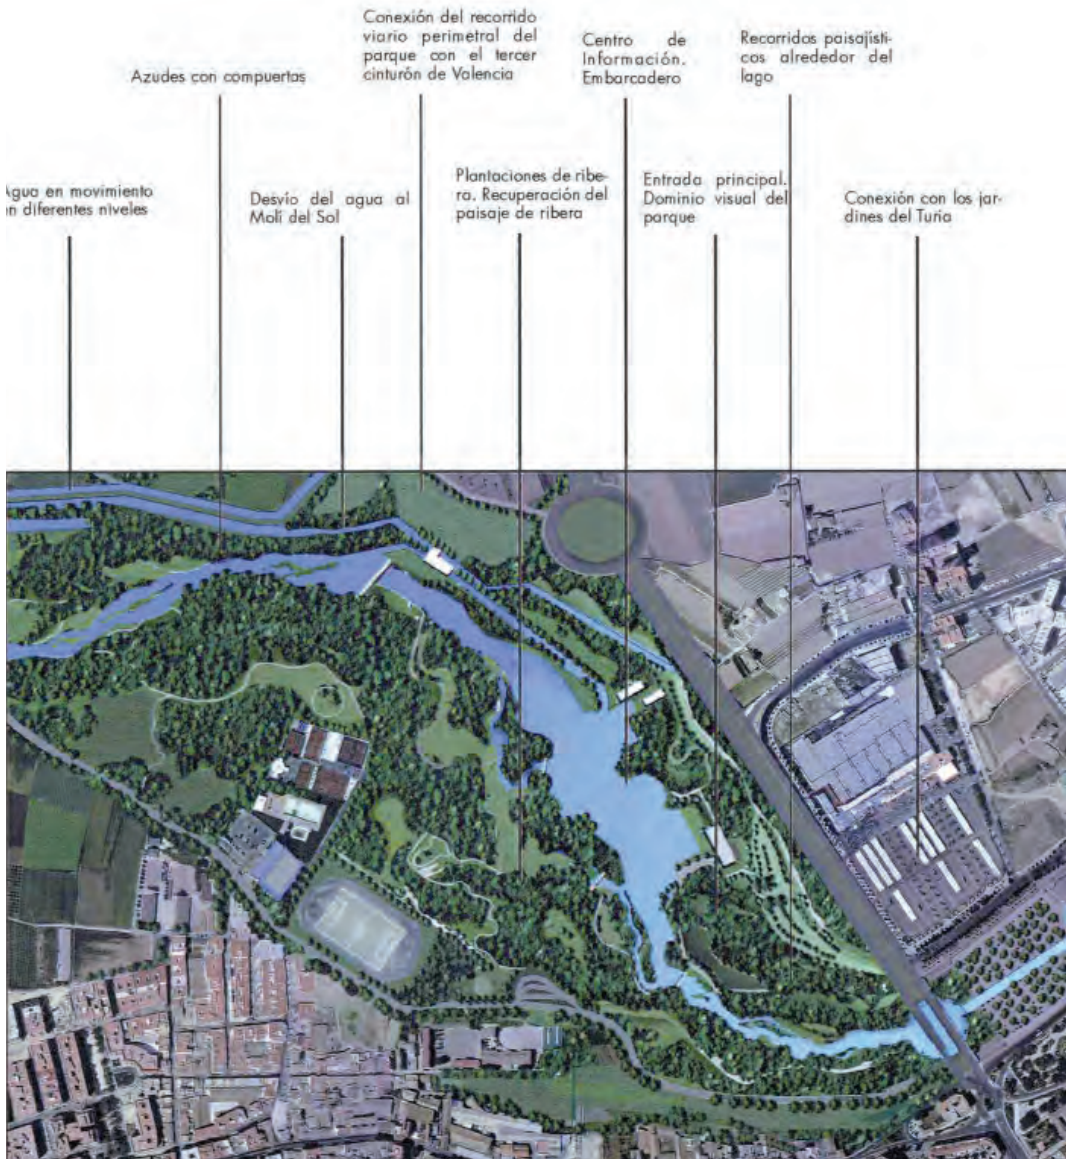 Conexión del recorrido
viario perimetral del
parque con el tercer
cinturón de Valencia
Centro de
Información.
Embarcadero
Recorridos paisajísti-
cos alrededor del
lago
Azudes con compuertas
Agua en movimiento
en diferentes niveles
Desvío del agua al
Molí del Sol
Plantaciones de ribe-
ra. Recuperación del
paisaje de ribera
Entrada principal.
Dominio visual del
parque
Conexión con los jar-
dines del Turia